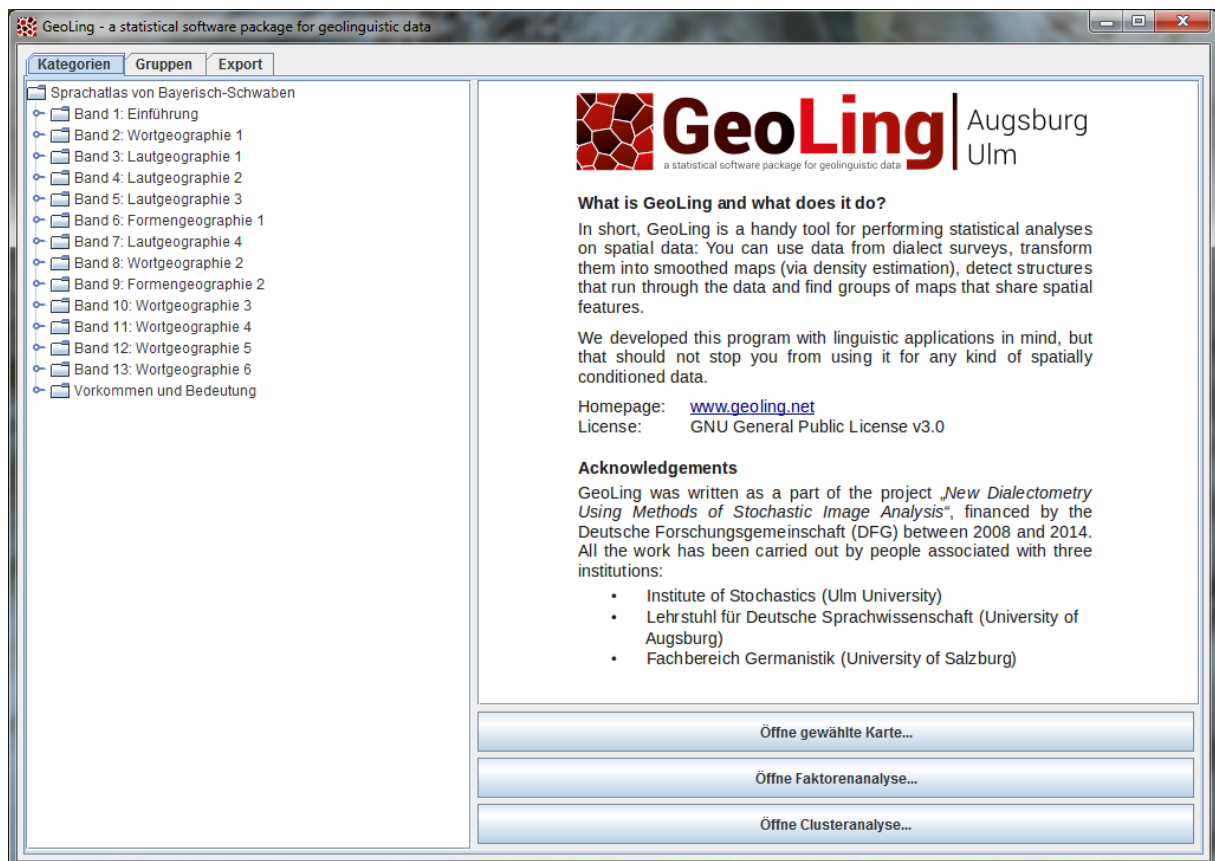 GeoLing - a statistical software package for geolinguistic data
Kategorien Gruppen Export
Sprachatlas von Bayerisch-Schwaben
Band 1: Einführung
Band 2: Wortgeographie 1
Band 3: Lautgeographie 1
Band 4: Lautgeographie 2
Band 5: Lautgeographie 3
Band 6: Formengeographie 1
Band 7: Lautgeographie 4
Band 8: Wortgeographie 2
Band 9: Formengeographie 2
Band 10: Wortgeographie 3
Band 11: Wortgeographie 4
Band 12: Wortgeographie 5
Band 13: Wortgeographie 6
Vorkommen und Bedeutung
GeoLing
a statistical software package for geolinguistic data
Augsburg
Ulm
What is GeoLing and what does it do?
In short, GeoLing is a handy tool for performing statistical analyses
on spatial data: You can use data from dialect surveys, transform
them into smoothed maps (via density estimation), detect structures
that run through the data and find groups of maps that share spatial
features.
We developed this program with linguistic applications in mind, but
that should not stop you from using it for any kind of spatially
conditioned data.
Homepage: www.geoling.net
License: GNU General Public License v3.0
Acknowledgements
GeoLing was written as a part of the project „New Dialectometry
Using Methods of Stochastic Image Analysis“, financed by the
Deutsche Forschungsgemeinschaft (DFG) between 2008 and 2014.
All the work has been carried out by people associated with three
institutions:
• Institute of Stochastics (Ulm University)
• Lehrstuhl für Deutsche Sprachwissenschaft (University of
Augsburg)
• Fachbereich Germanistik (University of Salzburg)
Öffne gewählte Karte...
Öffne Faktorenanalyse...
Öffne Clusteranalyse...